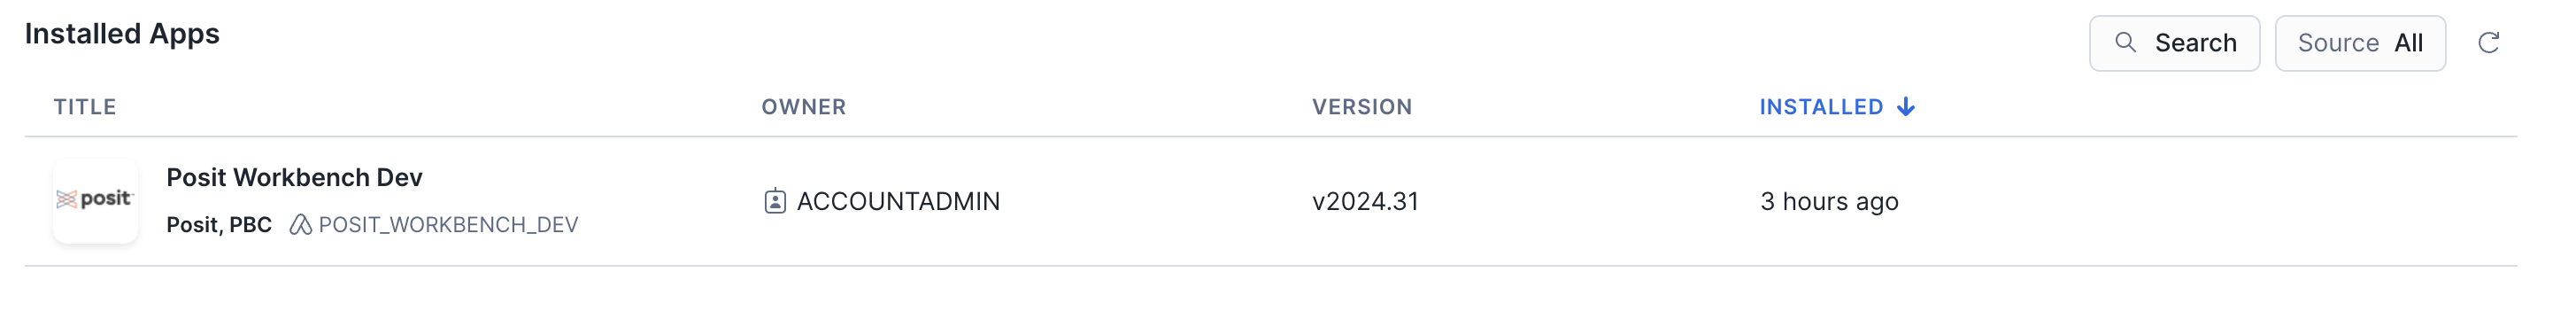 Installed Apps
Search
Source All
TITLE OWNER VERSION INSTALLED
posit
Posit Workbench Dev
Posit, PBC POSIT_WORKBENCH_DEV
ACCOUNTADMIN
v2024.31
3 hours ago